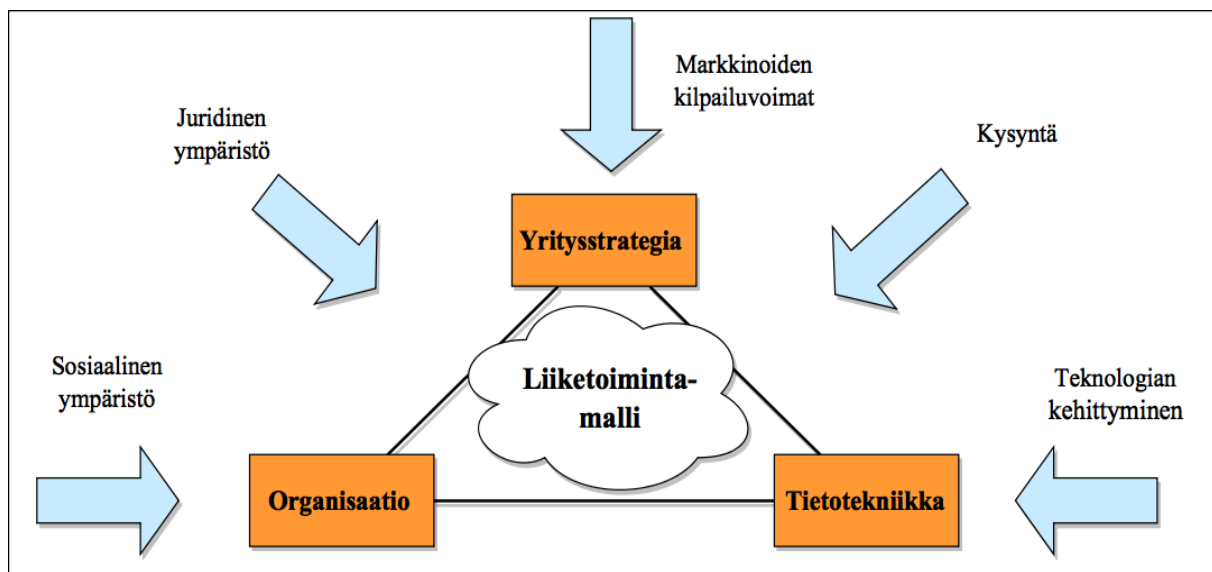 Markkinoiden
kilpailuvoimat
Juridinen
ympäristö
Kysyntä
Yritysstrategia
Liiketoiminta-
malli
Sosiaalinen
ympäristö
Teknologian
kehittyminen
Organisaatio
Tietotekniikka